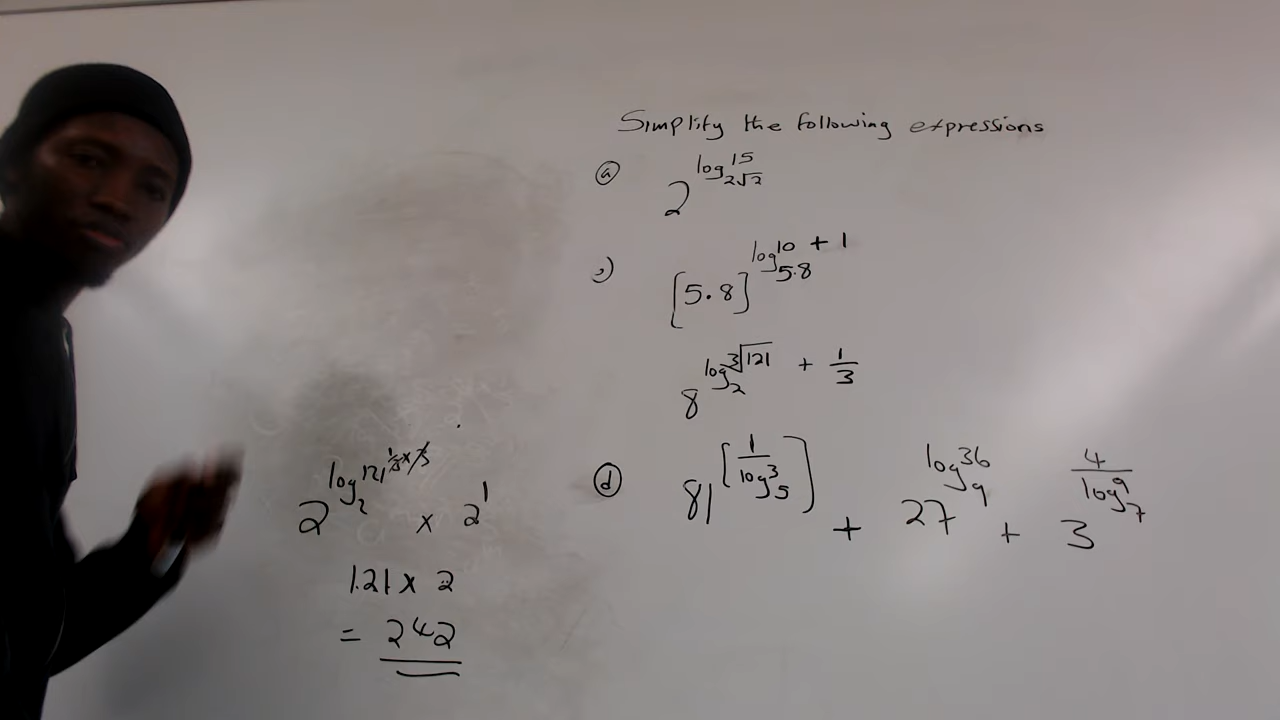 Simplify the following expressions
ⓐ 2^(log_{2√2} 15)
c) [5.8]^(log_{5.8} 10 + 1)
8^(log_2 ∛121 + 1/3)
ⓓ 81^[1/(log_5 3)] + 27^(log_9 36) + 3^(4/(log_7 9))
2^(log_2 121^(1/3 × 3)) × 2^1
121 × 2
= 242